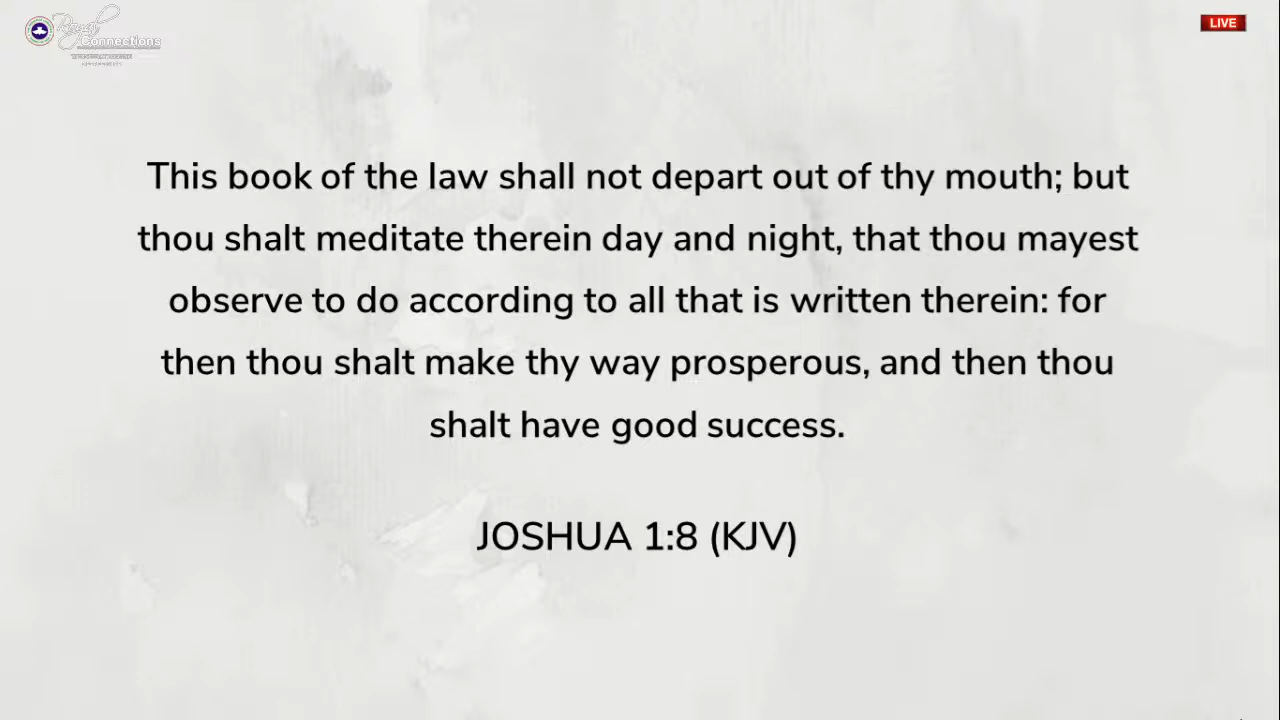 Royal
Connections
LIVE
This book of the law shall not depart out of thy mouth; but
thou shalt meditate therein day and night, that thou mayest
observe to do according to all that is written therein: for
then thou shalt make thy way prosperous, and then thou
shalt have good success.
JOSHUA 1:8 (KJV)